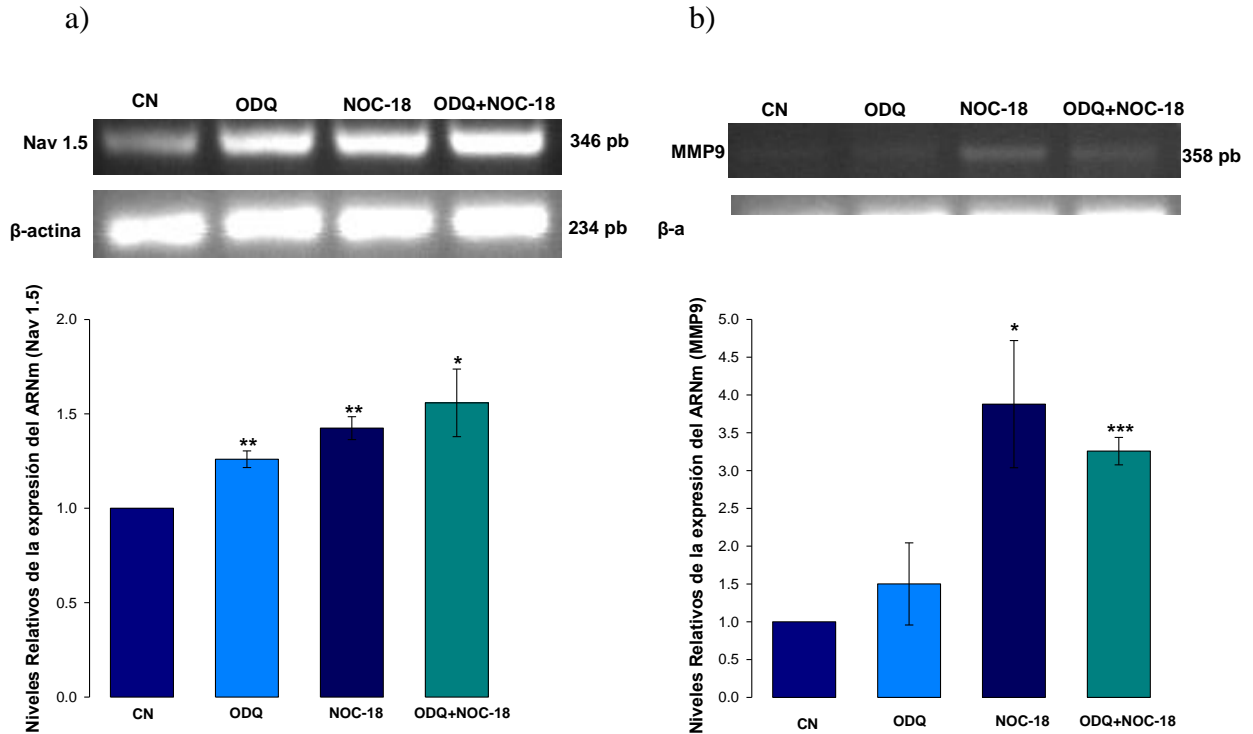 a)
CN ODQ NOC-18 ODQ+NOC-18
Nav 1.5 346 pb
β-actina 234 pb
Niveles Relativos de la expresión del ARNm (Nav 1.5)
2.0
1.5
1.0
0.5
0.0
** ** *
CN ODQ NOC-18 ODQ+NOC-18
b)
CN ODQ NOC-18 ODQ+NOC-18
MMP9 358 pb
β-a
Niveles Relativos de la expresión del ARNm (MMP9)
5.0
4.5
4.0
3.5
3.0
2.5
2.0
1.5
1.0
0.5
0.0
* ***
CN ODQ NOC-18 ODQ+NOC-18